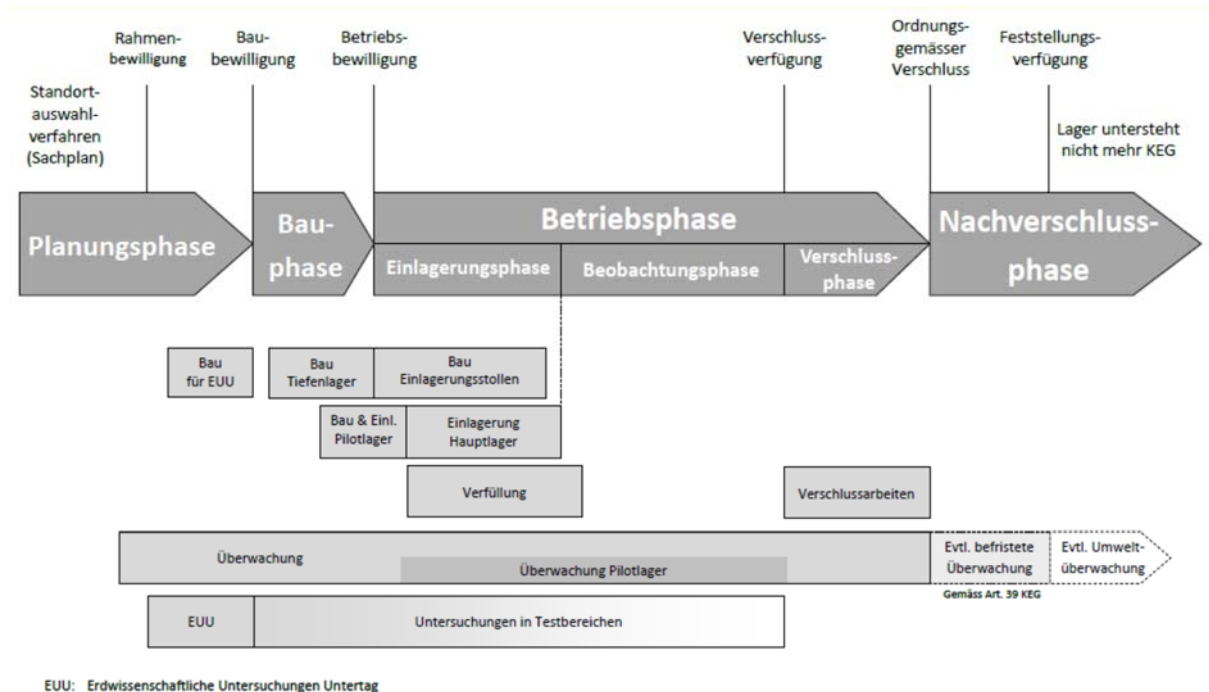 Rahmen-
bewilligung
Bau-
bewilligung
Betriebs-
bewilligung
Verschluss-
verfügung
Ordnungs-
gemässer
Verschluss
Feststellungs-
verfügung
Standort-
auswahl-
verfahren
(Sachplan)
Lager untersteht
nicht mehr KEG
Planungsphase
Bau-
phase
Betriebsphase
Einlagerungsphase
Beobachtungsphase
Verschluss-
phase
Nachverschluss-
phase
Bau
für EUU
Bau
Tiefenlager
Bau
Einlagerungsstollen
Bau & Einl.
Pilotlager
Einlagerung
Hauptlager
Verfüllung
Verschlussarbeiten
Überwachung
Überwachung Pilotlager
Evtl. befristete
Überwachung
Evtl. Umwelt-
überwachung
Gemäss Art. 39 KEG
EUU
Untersuchungen in Testbereichen
EUU: Erdwissenschaftliche Untersuchungen Untertag